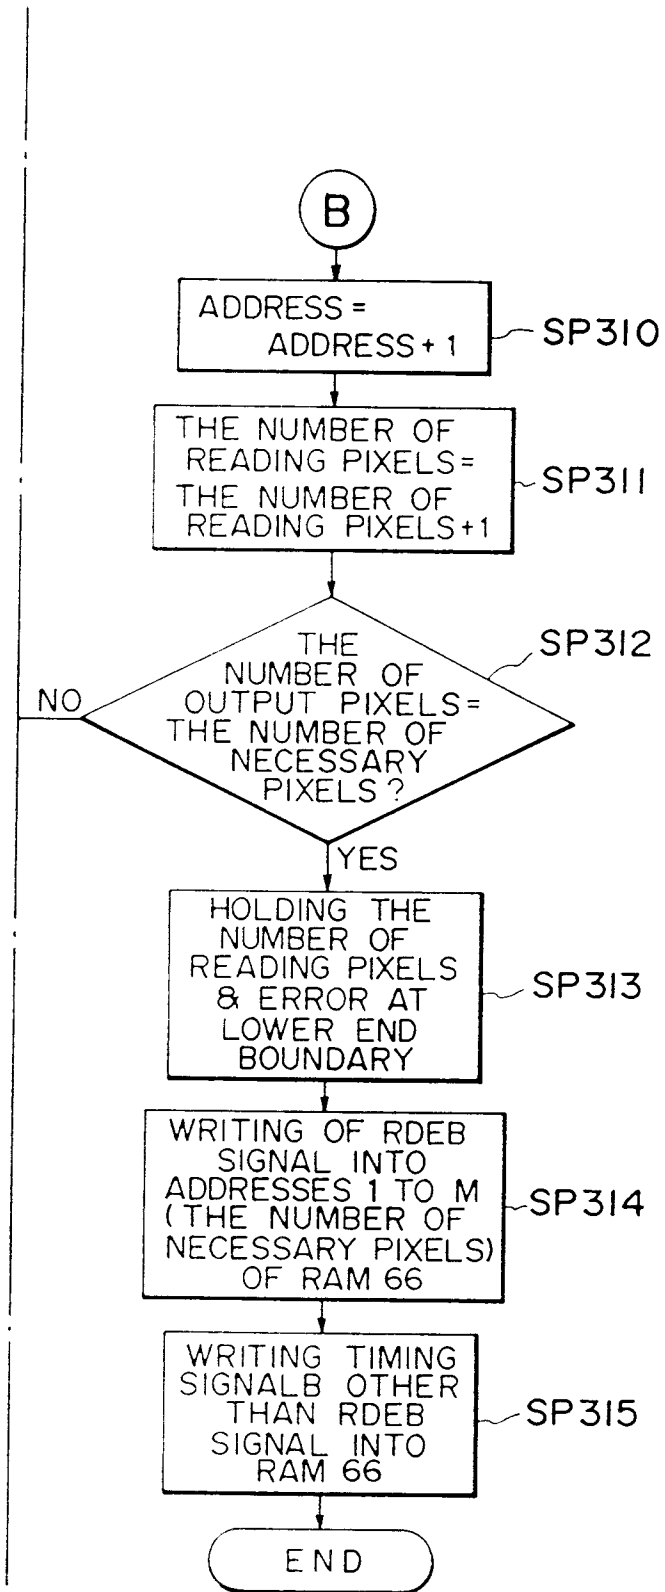 B
ADDRESS =
ADDRESS + 1
SP310
THE NUMBER OF
READING PIXELS =
THE NUMBER OF
READING PIXELS + 1
SP311
THE
NUMBER OF
OUTPUT PIXELS =
THE NUMBER OF
NECESSARY
PIXELS ?
SP312
NO
YES
HOLDING THE
NUMBER OF
READING PIXELS
& ERROR AT
LOWER END
BOUNDARY
SP313
WRITING OF RDEB
SIGNAL INTO
ADDRESSES 1 TO M
(THE NUMBER OF
NECESSARY PIXELS)
OF RAM 66
SP314
WRITING TIMING
SIGNALB OTHER
THAN RDEB
SIGNAL INTO
RAM 66
SP315
END